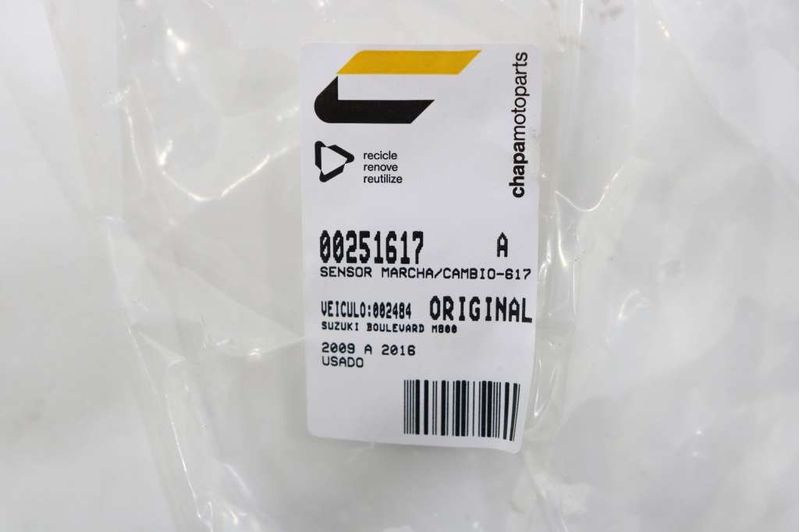 chapamotoparts
recicle
renove
reutilize
00251617 A
SENSOR MARCHA/CAMBIO-617
VEICULO:002484 ORIGINAL
SUZUKI BOULEVARD M800
2009 A 2016
USADO